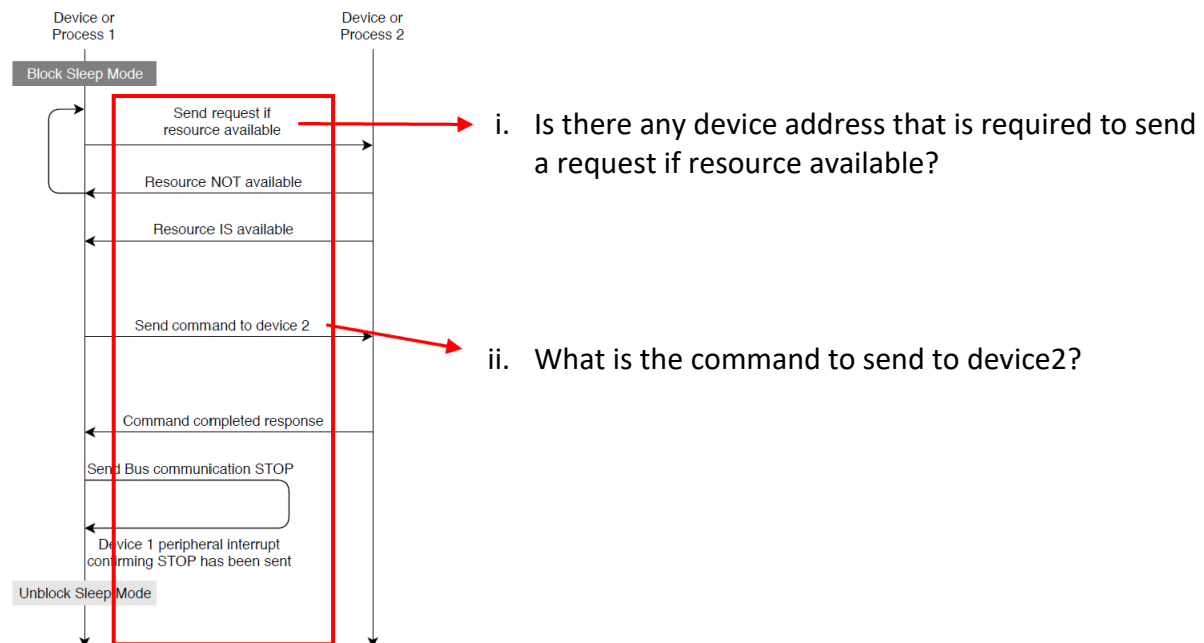 Device or
Process 1
Device or
Process 2
Block Sleep Mode
Send request if
resource available
i. Is there any device address that is required to send
a request if resource available?
Resource NOT available
Resource IS available
Send command to device 2
ii. What is the command to send to device2?
Command completed response
Send Bus communication STOP
Device 1 peripheral interrupt
confirming STOP has been sent
Unblock Sleep Mode